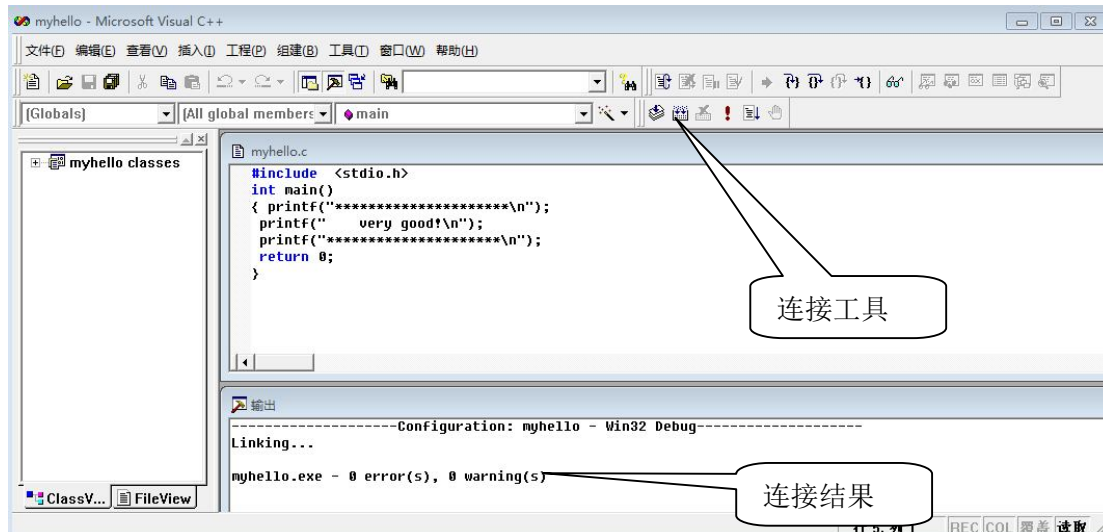 myhello - Microsoft Visual C++
文件(F) 编辑(E) 查看(V) 插入(I) 工程(P) 组建(B) 工具(T) 窗口(W) 帮助(H)
(Globals) (All global members main
myhello classes
myhello.c
#include <stdio.h>
int main()
{ printf("*********************\n");
printf(" very good!\n");
printf("*********************\n");
return 0;
}
连接工具
输出
--------------------Configuration: myhello - Win32 Debug--------------------
Linking...
myhello.exe - 0 error(s), 0 warning(s)
连接结果
ClassV... FileView
REC COL 覆盖 读取